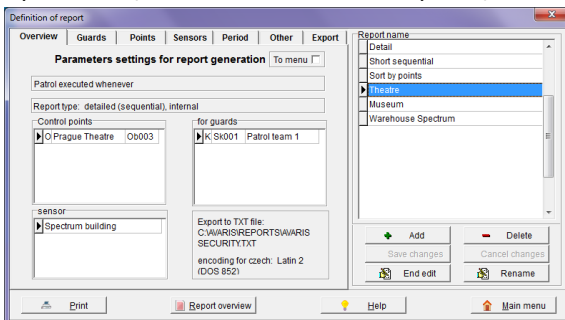 Definition of report
Overview Guards Points Sensors Period Other Export
Parameters settings for report generation To menu
Patrol executed whenever
Report type: detailed (sequential), internal
Control points
O Prague Theatre Ob003
for guards
K Sk001 Patrol team 1
sensor
Spectrum building
Export to TXT file:
C:\AVARIS\REPORTS\AVARIS
SECURITY.TXT
encoding for czech: Latin 2
(DOS 852)
Report name
Detail
Short sequential
Sort by points
Theatre
Museum
Warehouse Spectrum
Add Delete
Save changes Cancel changes
End edit Rename
Print Report overview Help Main menu